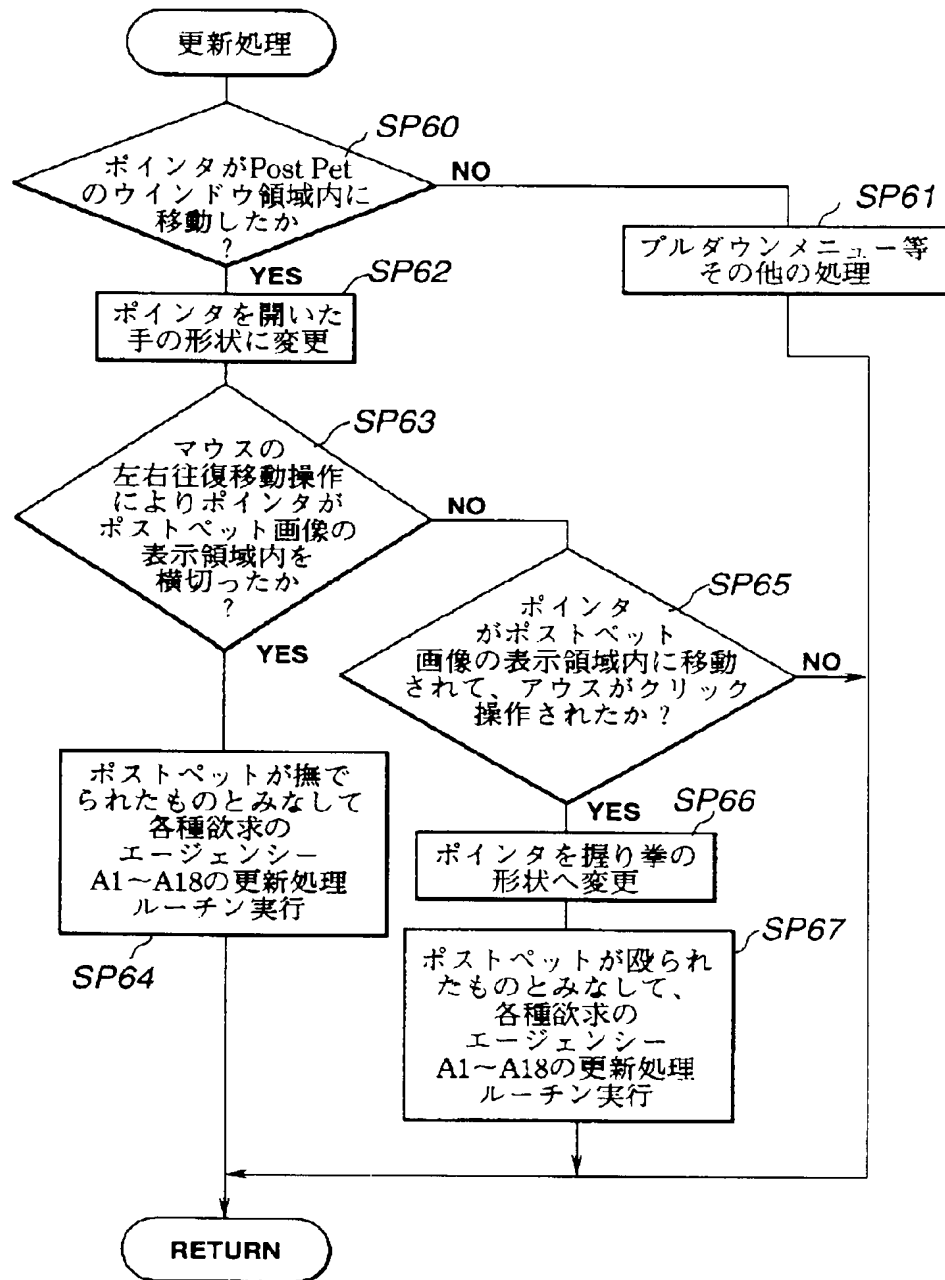 更新処理
SP60
ポインタがPost Pet
のウインドウ領域内に
移動したか
?
NO
YES
SP61
プルダウンメニュー等
その他の処理
SP62
ポインタを開いた
手の形状に変更
SP63
マウスの
左右往復移動操作
によりポインタが
ポストペット画像の
表示領域内を
横切ったか
?
NO
YES
SP65
ポインタ
がポストペット
画像の表示領域内に移動
されて、アウスがクリック
操作されたか?
NO
YES
ポストペットが撫で
られたものとみなして
各種欲求の
エージェンシー
A1~A18の更新処理
ルーチン実行
SP64
SP66
ポインタを握り拳の
形状へ変更
SP67
ポストペットが殴られ
たものとみなして、
各種欲求の
エージェンシー
A1~A18の更新処理
ルーチン実行
RETURN